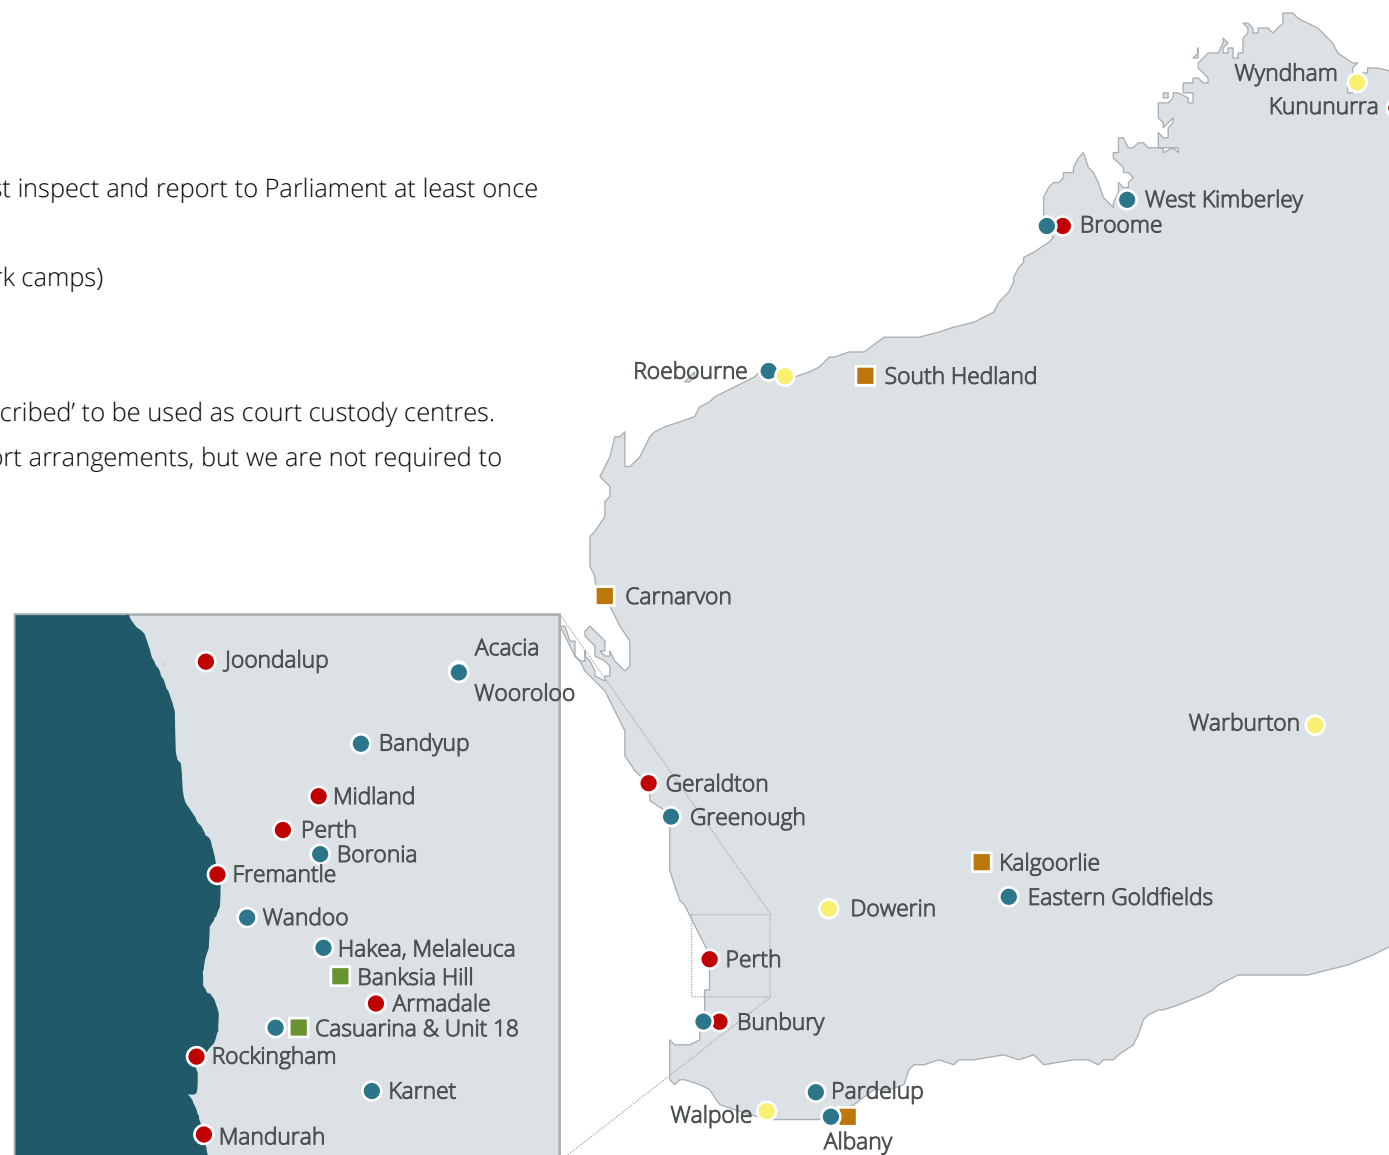 st inspect and report to Parliament at least once
rk camps)
cribed’ to be used as court custody centres.
ort arrangements, but we are not required to
Wyndham
Kununurra
West Kimberley
Broome
Roebourne
South Hedland
Carnarvon
Warburton
Geraldton
Greenough
Kalgoorlie
Eastern Goldfields
Dowerin
Perth
Bunbury
Pardelup
Walpole
Albany
Joondalup
Acacia
Wooroloo
Bandyup
Midland
Perth
Boronia
Fremantle
Wandoo
Hakea, Melaleuca
Banksia Hill
Armadale
Casuarina & Unit 18
Rockingham
Karnet
Mandurah